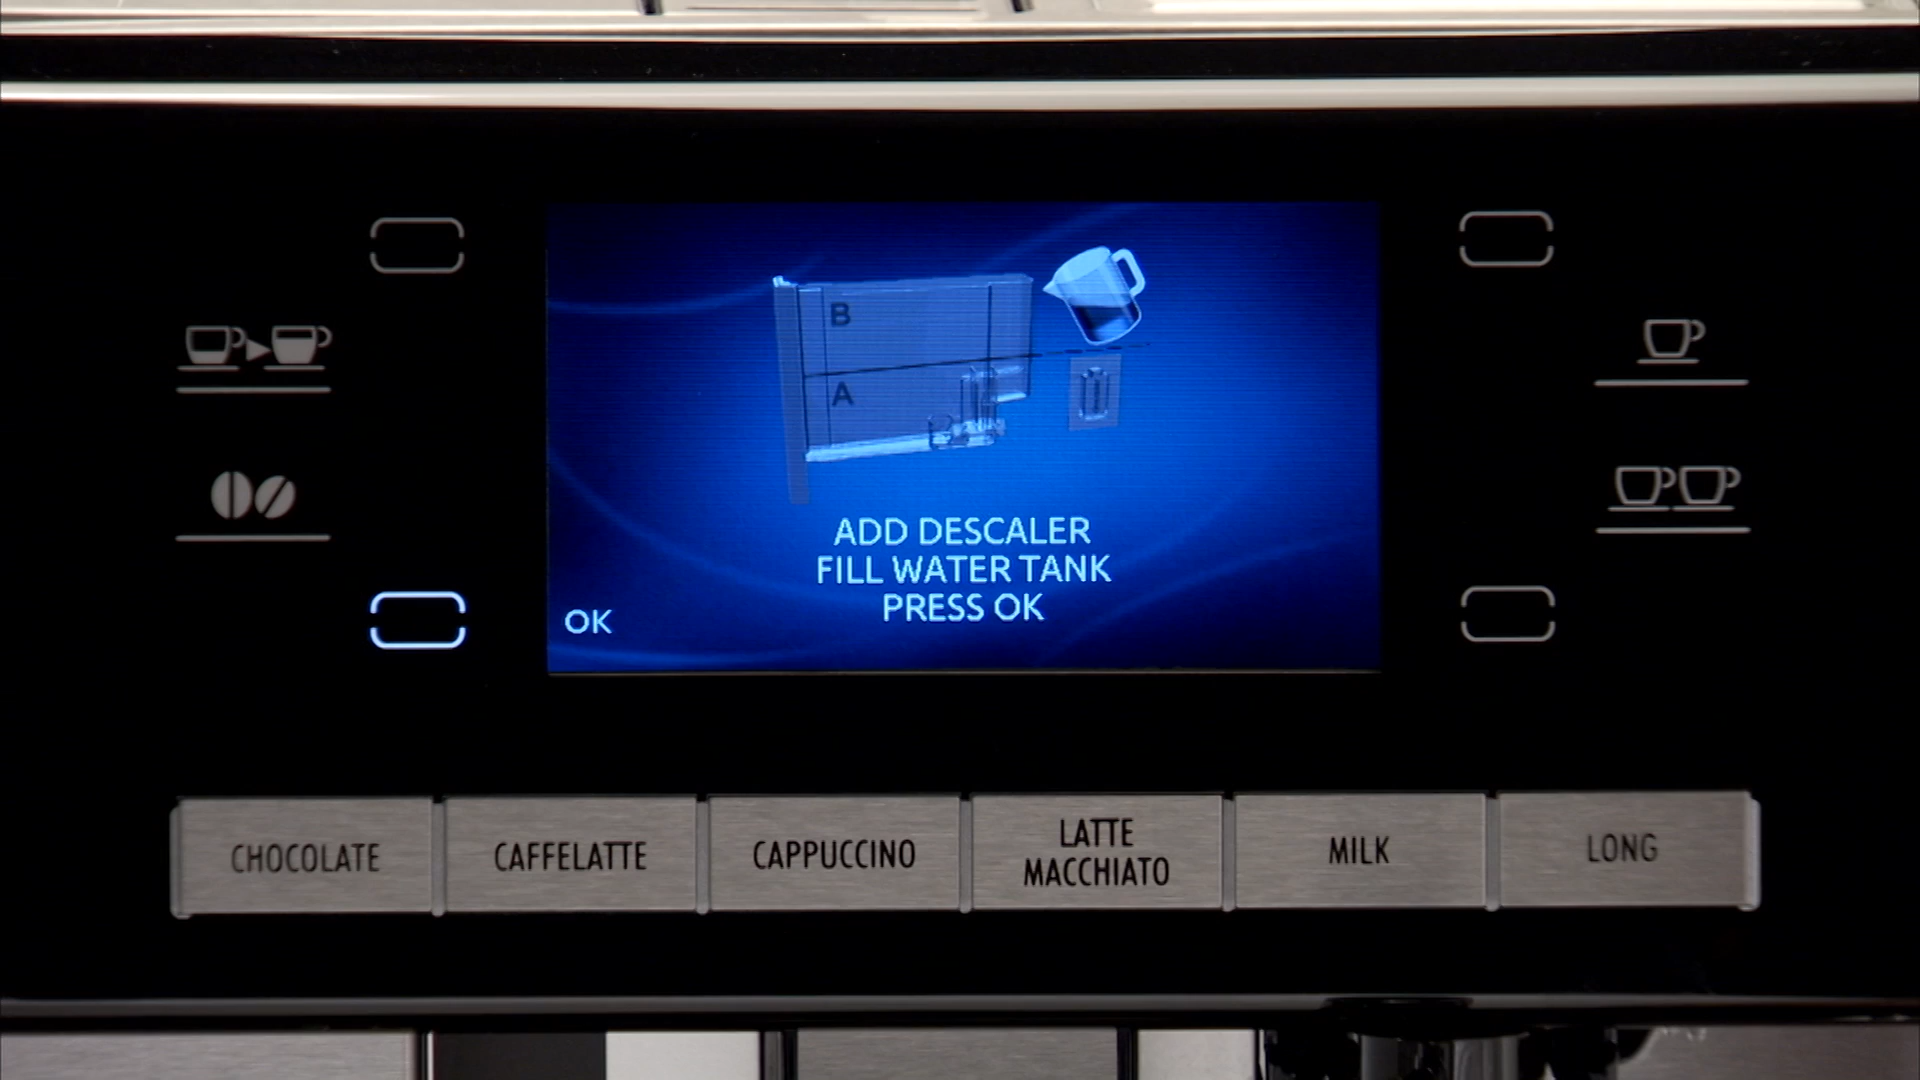 B
A
ADD DESCALER
FILL WATER TANK
PRESS OK
OK
CHOCOLATE
CAFFELATTE
CAPPUCCINO
LATTE
MACCHIATO
MILK
LONG